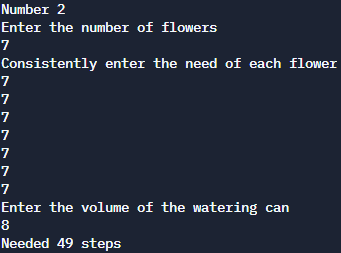 Number 2
Enter the number of flowers
7
Consistently enter the need of each flower
7
7
7
7
7
7
7
Enter the volume of the watering can
8
Needed 49 steps